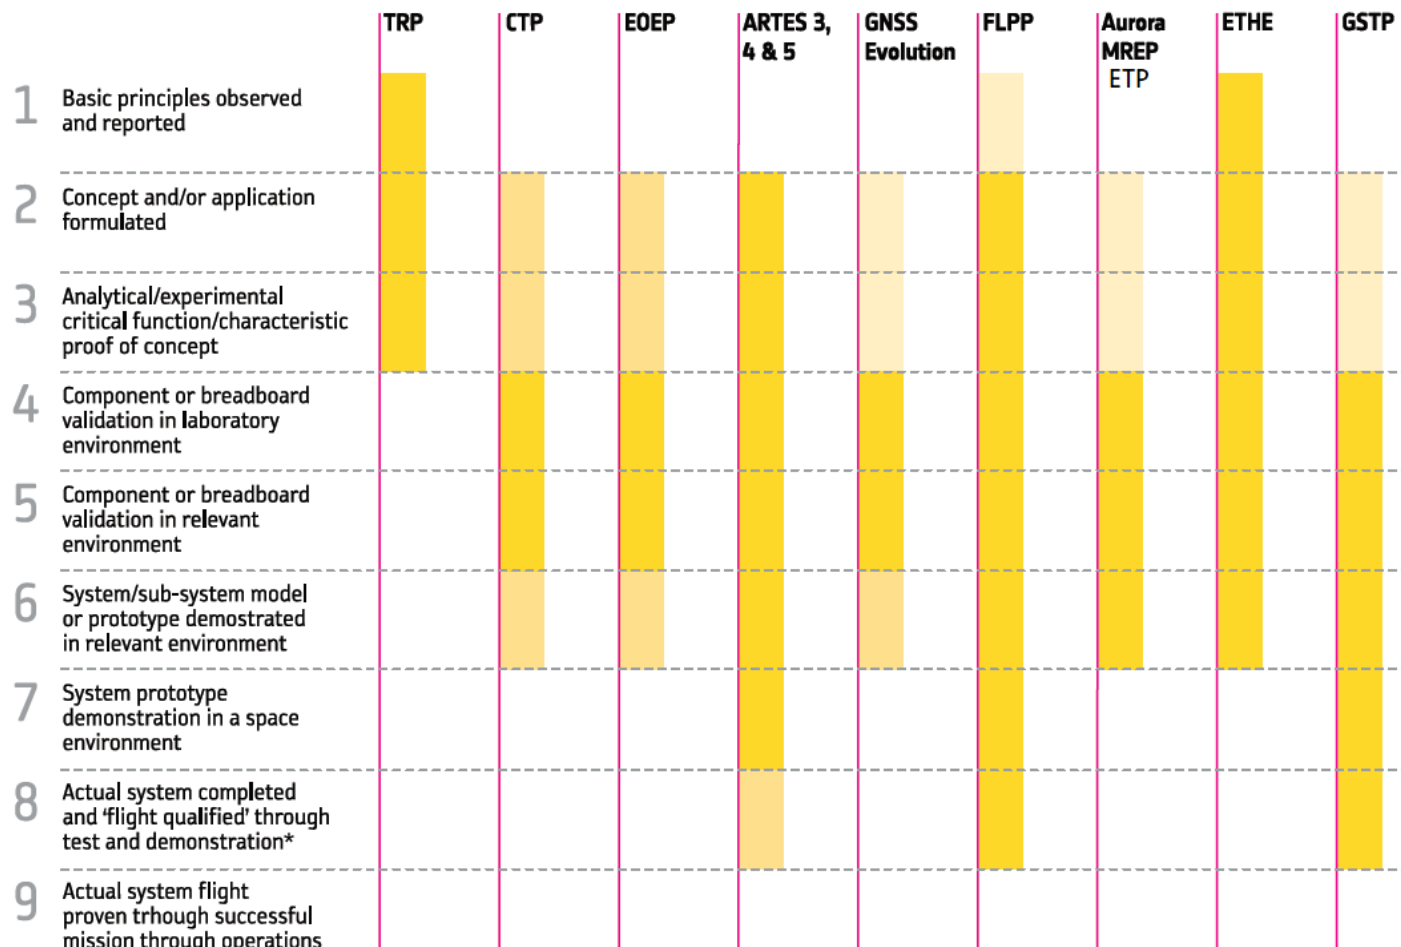 TRP CTP EOEP ARTES 3, GNSS FLPP Aurora ETHE GSTP
4 & 5 Evolution MREP
ETP
1 Basic principles observed
and reported
2 Concept and/or application
formulated
3 Analytical/experimental
critical function/characteristic
proof of concept
4 Component or breadboard
validation in laboratory
environment
5 Component or breadboard
validation in relevant
environment
6 System/sub-system model
or prototype demostrated
in relevant environment
7 System prototype
demonstration in a space
environment
8 Actual system completed
and ‘flight qualified’ through
test and demonstration*
9 Actual system flight
proven trhough successful
mission through operations